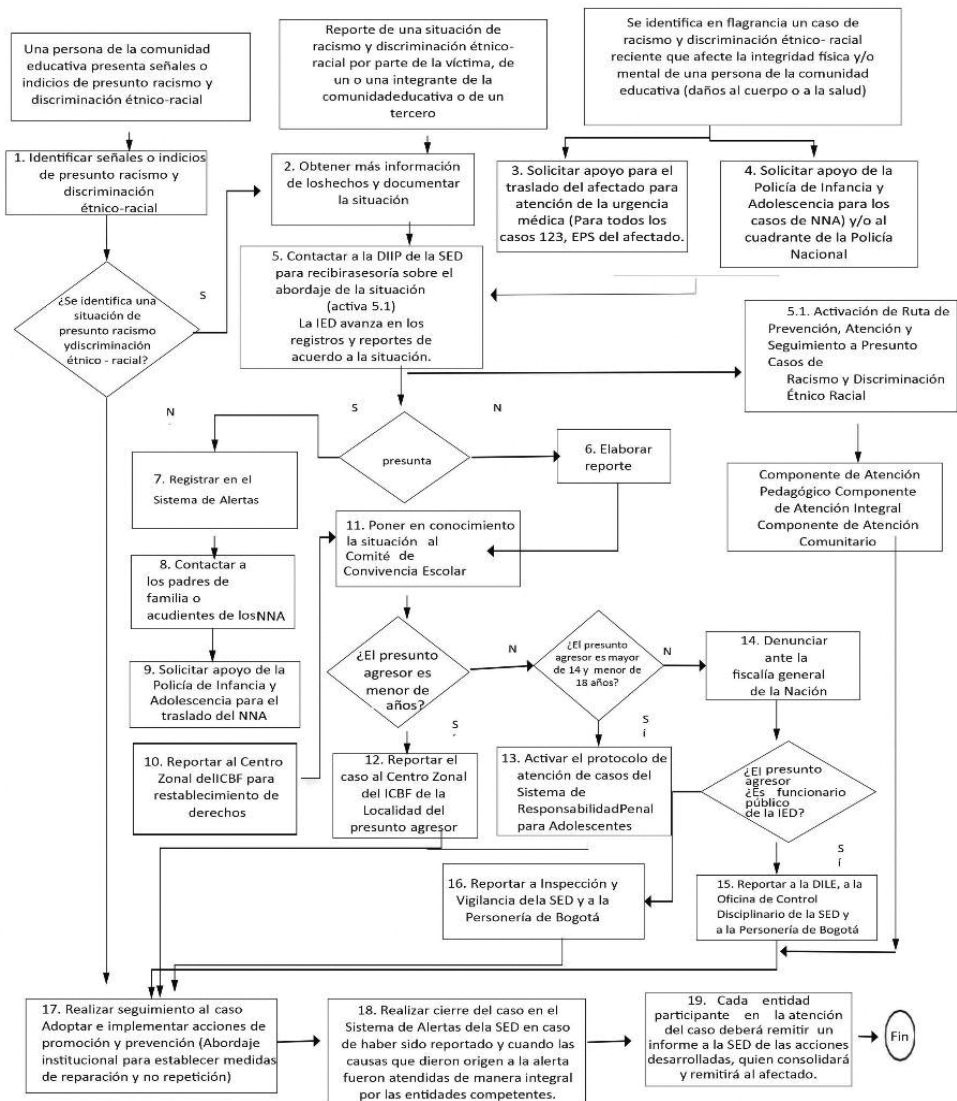 Una persona de la comunidad
educativa presenta señales o
indicios de presunto racismo y
discriminación étnico-racial
Reporte de una situación de
racismo y discriminación étnico-
racial por parte de la víctima, de
un o una integrante de la
comunidadeducativa o de un
tercero
Se identifica en flagrancia un caso de
racismo y discriminación étnico- racial
reciente que afecte la integridad física y/o
mental de una persona de la comunidad
educativa (daños al cuerpo o a la salud)
1. Identificar señales o indicios
de presunto racismo y
discriminación
étnico-racial
2. Obtener más información
de loshechos y documentar
la situación
3. Solicitar apoyo para el
traslado del afectado para
atención de la urgencia
médica (Para todos los
casos 123, EPS del afectado.
4. Solicitar apoyo de la
Policía de Infancia y
Adolescencia para los
casos de NNA) y/o al
cuadrante de la Policía
Nacional
¿Se identifica una
situación de
presunto racismo
ydiscriminación
étnico - racial?
S
5. Contactar a la DIIP de la SED
para recibirasesoría sobre el
abordaje de la situación
(activa 5.1)
La IED avanza en los
registros y reportes de
acuerdo a la situación.
5.1. Activación de Ruta de
Prevención, Atención y
Seguimiento a Presunto
Casos de
Racismo y Discriminación
Étnico Racial
N
S
N
presunta
6. Elaborar
reporte
7. Registrar en el
Sistema de Alertas
Componente de Atención
Pedagógico Componente
de Atención Integral
Componente de Atención
Comunitario
11. Poner en conocimiento
la situación al
Comité de
Convivencia Escolar
8. Contactar a
los padres de
familia o
acudientes de losNNA
9. Solicitar apoyo de la
Policía de Infancia y
Adolescencia para el
traslado del NNA
¿El presunto
agresor es
menor de
años?
N
¿El presunto
agresor es mayor
de 14 y menor de
18 años?
N
14. Denunciar
ante la
fiscalía general
de la Nación
S
S
í
10. Reportar al Centro
Zonal delICBF para
restablecimiento de
derechos
12. Reportar el
caso al Centro Zonal
del ICBF de la
Localidad del
presunto agresor
13. Activar el protocolo de
atención de casos del
Sistema de
ResponsabilidadPenal
para Adolescentes
¿El presunto
agresor
¿Es funcionario
público
de la IED?
S
í
16. Reportar a Inspección y
Vigilancia dela SED y a la
Personería de Bogotá
15. Reportar a la DILE, a la
Oficina de Control
Disciplinario de la SED y
a la Personería de Bogotá
17. Realizar seguimiento al caso
Adoptar e implementar acciones de
promoción y prevención (Abordaje
institucional para establecer medidas
de reparación y no repetición)
18. Realizar cierre del caso en el
Sistema de Alertas dela SED en caso
de haber sido reportado y cuando las
causas que dieron origen a la alerta
fueron atendidas de manera integral
por las entidades competentes.
19. Cada entidad
participante en la atención
del caso deberá remitir un
informe a la SED de las acciones
desarrolladas, quien consolidará
y remitirá al afectado.
Fin